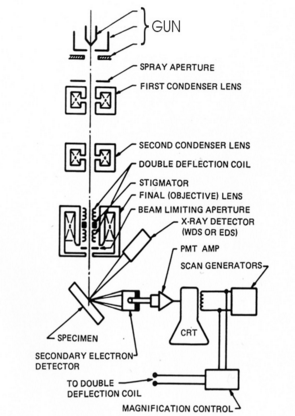 GUN
SPRAY APERTURE
FIRST CONDENSER LENS
SECOND CONDENSER LENS
DOUBLE DEFLECTION COIL
STIGMATOR
FINAL (OBJECTIVE) LENS
BEAM LIMITING APERTURE
X-RAY DETECTOR
(WDS OR EDS)
PMT AMP
SCAN GENERATORS
CRT
SPECIMEN
SECONDARY ELECTRON
DETECTOR
TO DOUBLE
DEFLECTION COIL
MAGNIFICATION CONTROL